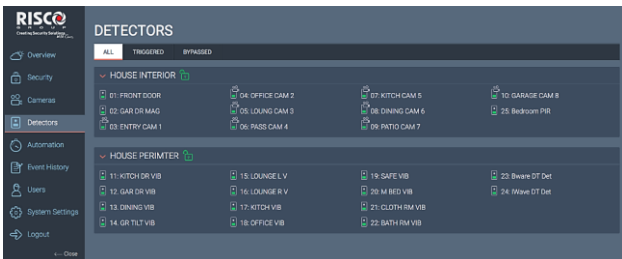 RISCO
GROUP
Creating Security Solutions
With Care
DETECTORS
ALL TRIGGERED BYPASSED
Overview
Security
Cameras
Detectors
Automation
Event History
Users
System Settings
Logout
<-- Close
HOUSE INTERIOR
01: FRONT DOOR
04: OFFICE CAM 2
07: KITCH CAM 5
10: GARAGE CAM 8
02: GAR DR MAG
05: LOUNG CAM 3
08: DINING CAM 6
25: Bedroom PIR
03: ENTRY CAM 1
06: PASS CAM 4
09: PATIO CAM 7
HOUSE PERIMTER
11: KITCH DR VIB
15: LOUNGE L V
19: SAFE VIB
23: Bware DT Det
12. GAR DR VIB
16: LOUNGE R V
20: M BED VIB
24: IWave DT Det
13. DINING VIB
17: KITCH VIB
21: CLOTH RM VIB
14. GR TILT VIB
18: OFFICE VIB
22: BATH RM VIB